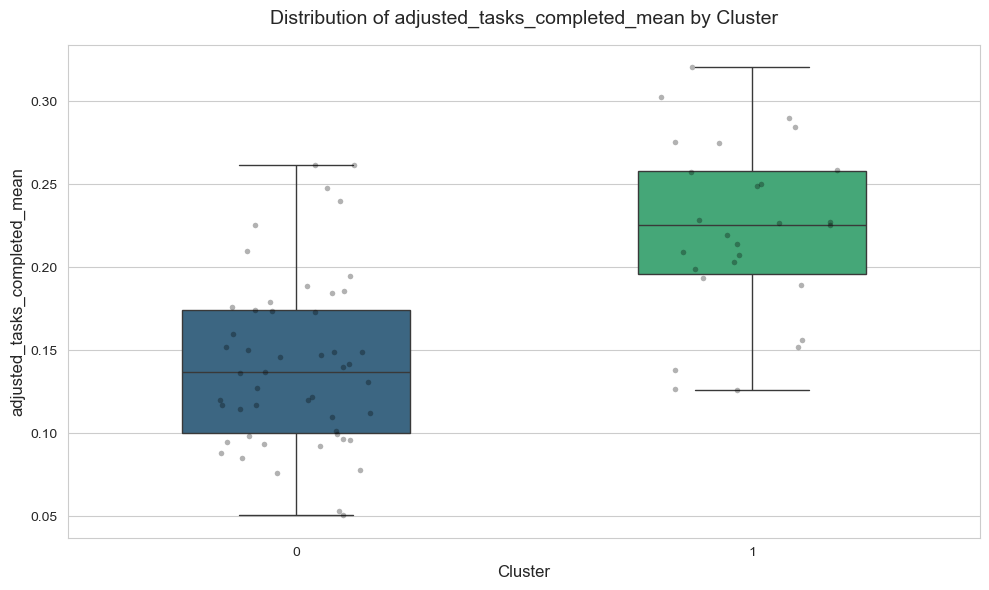 Distribution of adjusted_tasks_completed_mean by Cluster
adjusted_tasks_completed_mean
0.30
0.25
0.20
0.15
0.10
0.05
0
1
Cluster